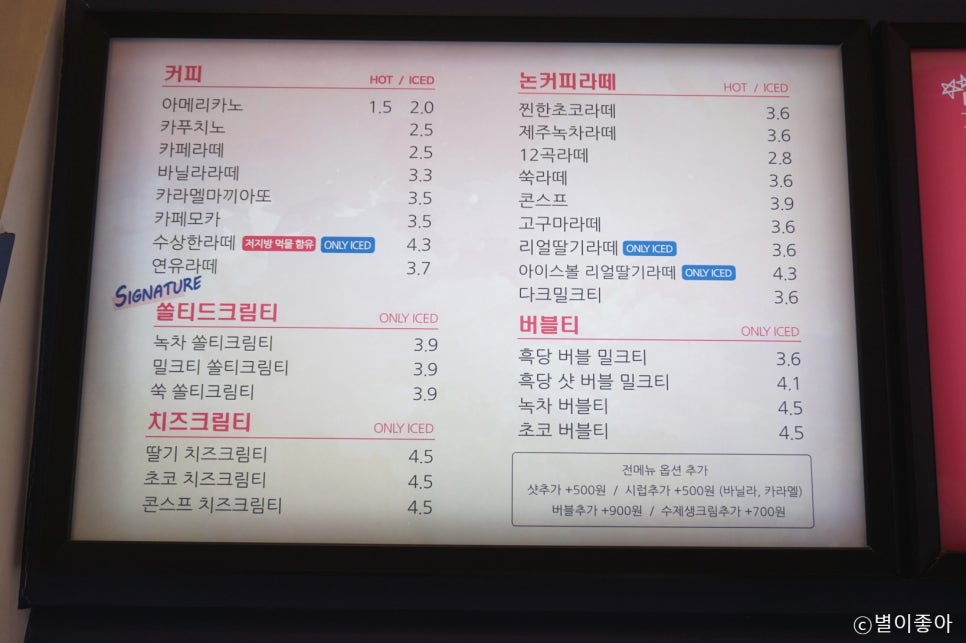 커피 HOT / ICED
아메리카노 1.5 2.0
카푸치노 2.5
카페라떼 2.5
바닐라라떼 3.3
카라멜마끼아또 3.5
카페모카 3.5
수상한라떼 저지방 먹물 함유 ONLY ICED 4.3
연유라떼 3.7
SIGNATURE
쏠티드크림티 ONLY ICED
녹차 쏠티크림티 3.9
밀크티 쏠티크림티 3.9
쑥 쏠티크림티 3.9
치즈크림티 ONLY ICED
딸기 치즈크림티 4.5
초코 치즈크림티 4.5
콘스프 치즈크림티 4.5
논커피라떼 HOT / ICED
찐한초코라떼 3.6
제주녹차라떼 3.6
12곡라떼 2.8
쑥라떼 3.6
콘스프 3.9
고구마라떼 3.6
리얼딸기라떼 ONLY ICED 3.6
아이스볼 리얼딸기라떼 ONLY ICED 4.3
다크밀크티 3.6
버블티 ONLY ICED
흑당 버블 밀크티 3.6
흑당 샷 버블 밀크티 4.1
녹차 버블티 4.5
초코 버블티 4.5
전메뉴 옵션 추가
샷추가 +500원 / 시럽추가 +500원 (바닐라, 카라멜)
버블추가 +900원 / 수제생크림추가 +700원
ⓒ별이좋아